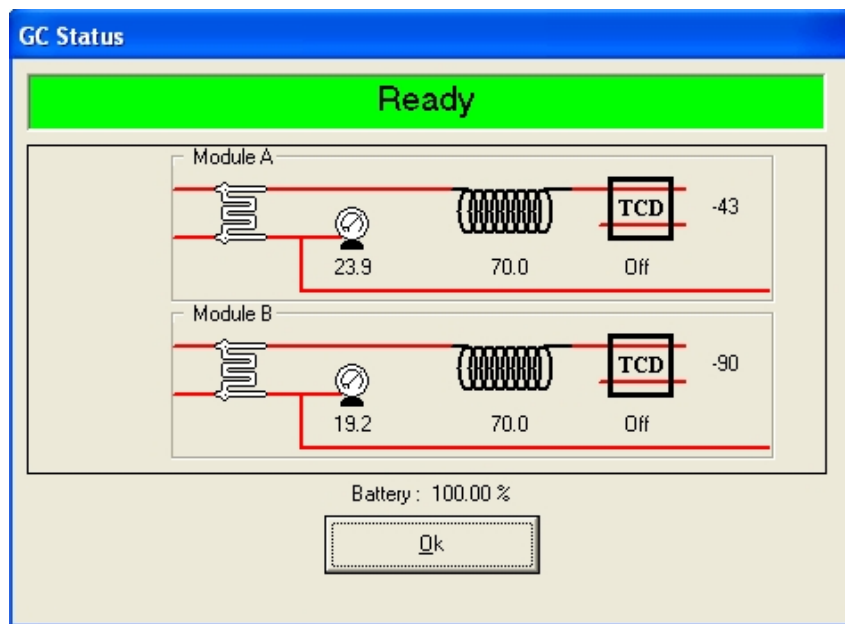 GC Status
Ready
Module A
TCD -43
23.9 70.0 Off
Module B
TCD -90
19.2 70.0 Off
Battery : 100.00 %
Ok